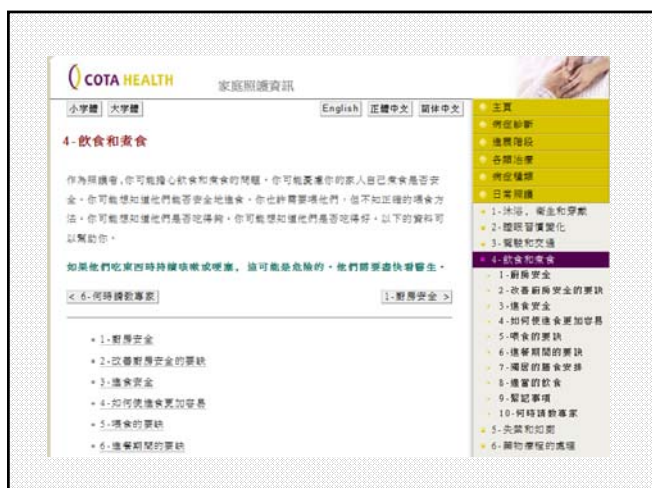 COTA HEALTH
家庭照護資訊
小字體 大字體
English 正體中文 简体中文
4-飲食和煮食
作為照護者,你可能擔心飲食和煮食的問題。你可能憂慮你的家人自己煮食是否安
全。你可能想知道他們能否安全地進食。你也許需要喂他們,但不知正確的喂食方
法。你可能想知道他們是否吃得夠。你可能想知道他們是否吃得好。以下的資料可
以幫助你。
如果他們吃東西時持續咳嗽或哽塞,這可能是危險的。他們需要盡快看醫生。
< 6-何時請教專家
1-廚房安全 >
1-廚房安全
2-改善廚房安全的要訣
3-進食安全
4-如何使進食更加容易
5-喂食的要訣
6-進餐期間的要訣
主頁
病症診斷
進展階段
各類治療
病症種類
日常照護
1-沐浴,衛生和穿戴
2-睡眠習慣變化
3-駕駛和交通
4-飲食和煮食
1-廚房安全
2-改善廚房安全的要訣
3-進食安全
4-如何使進食更加容易
5-喂食的要訣
6-進餐期間的要訣
7-獨居的膳食安排
8-適當的飲食
9-緊記事項
10-何時請教專家
5-失禁和如廁
6-藥物療程的處理